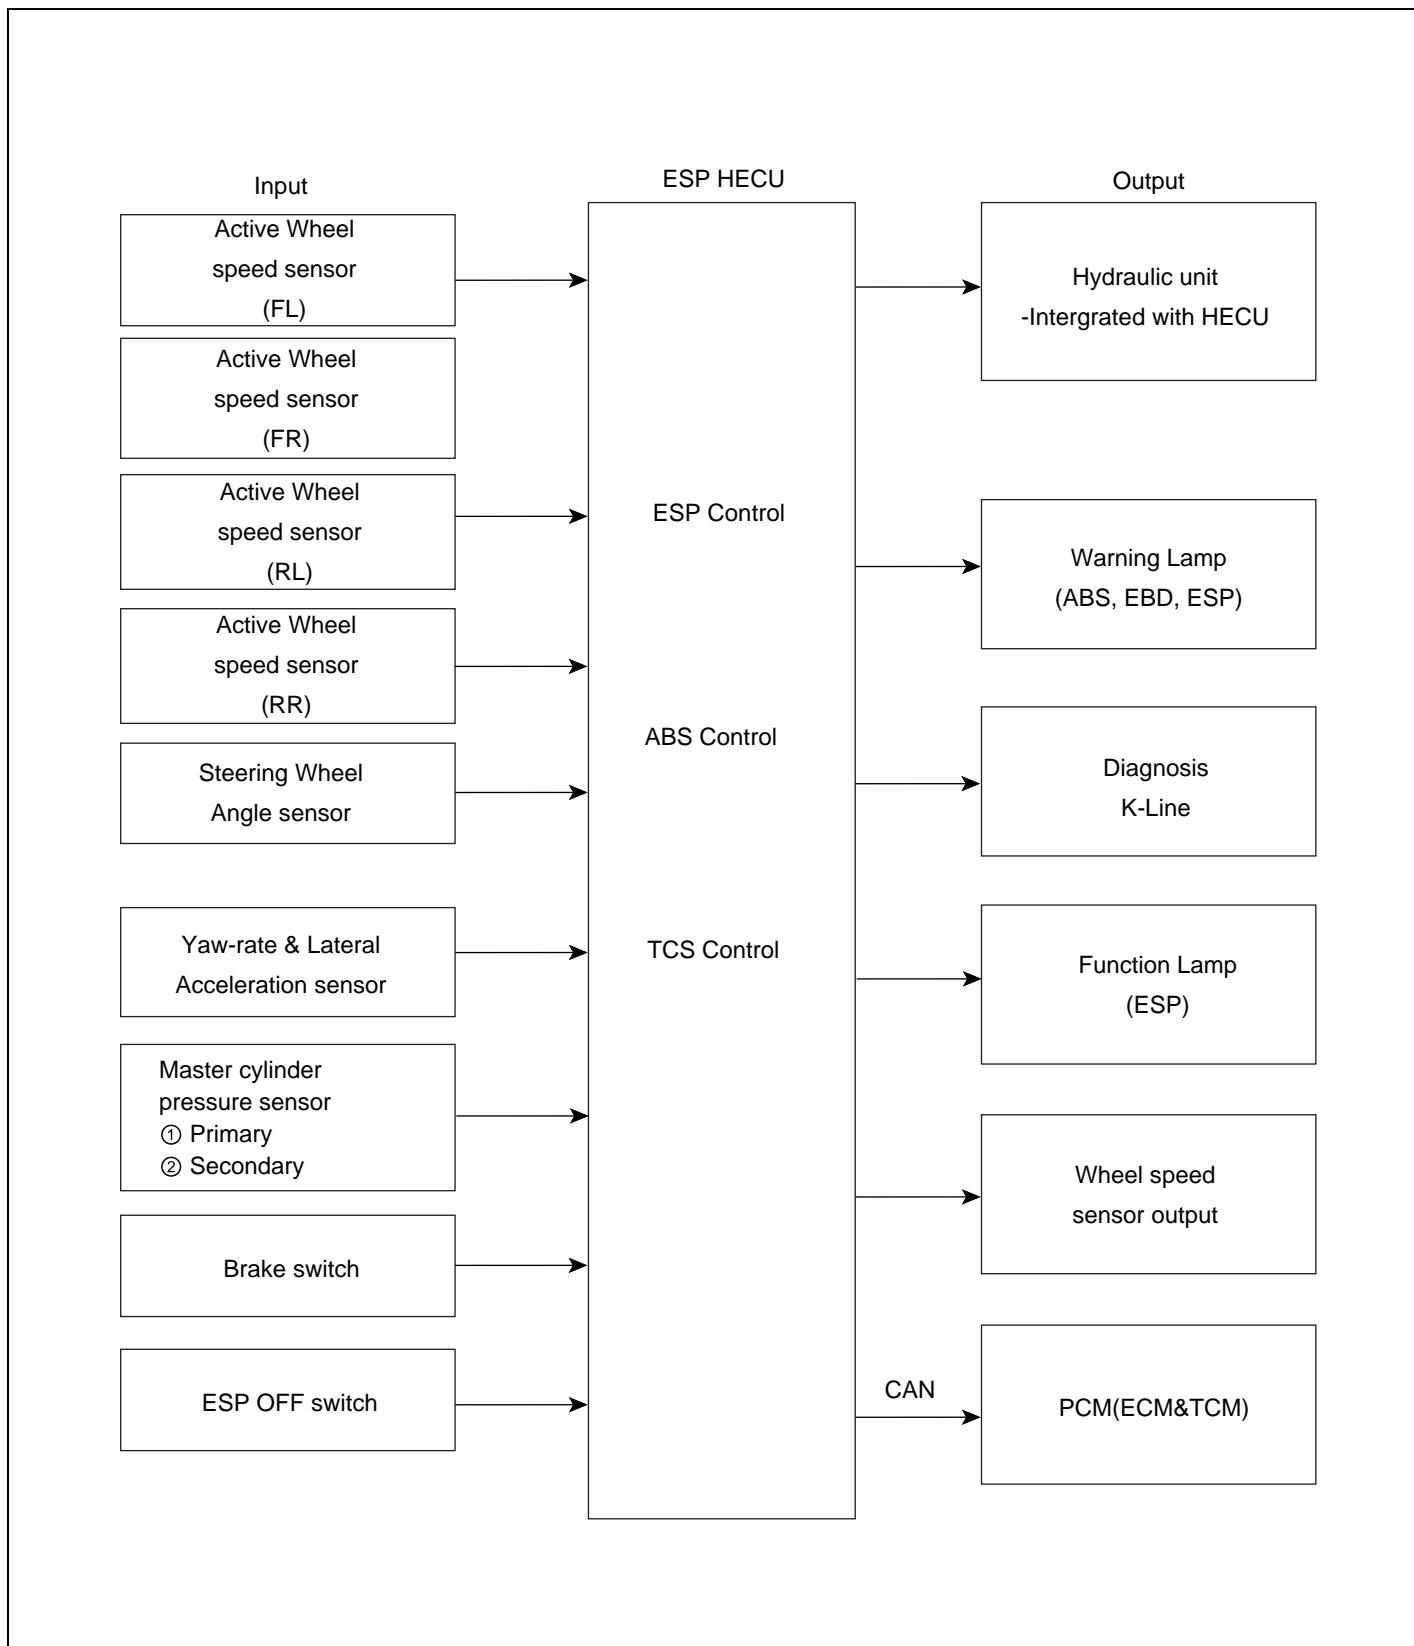 Input
Active Wheel
speed sensor
(FL)
Active Wheel
speed sensor
(FR)
Active Wheel
speed sensor
(RL)
Active Wheel
speed sensor
(RR)
Steering Wheel
Angle sensor
Yaw-rate & Lateral
Acceleration sensor
Master cylinder
pressure sensor
① Primary
② Secondary
Brake switch
ESP OFF switch
ESP HECU
ESP Control
ABS Control
TCS Control
Output
Hydraulic unit
-Intergrated with HECU
Warning Lamp
(ABS, EBD, ESP)
Diagnosis
K-Line
Function Lamp
(ESP)
Wheel speed
sensor output
CAN
PCM(ECM&TCM)